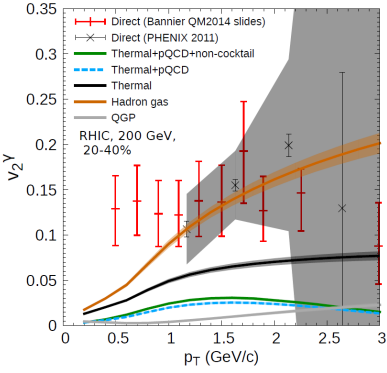 0.35
0.3
0.25
0.2
0.15
0.1
0.05
0
v2γ
Direct (Bannier QM2014 slides)
Direct (PHENIX 2011)
Thermal+pQCD+non-cocktail
Thermal+pQCD
Thermal
Hadron gas
QGP
RHIC, 200 GeV,
20-40%
0 0.5 1 1.5 2 2.5 3
pT (GeV/c)